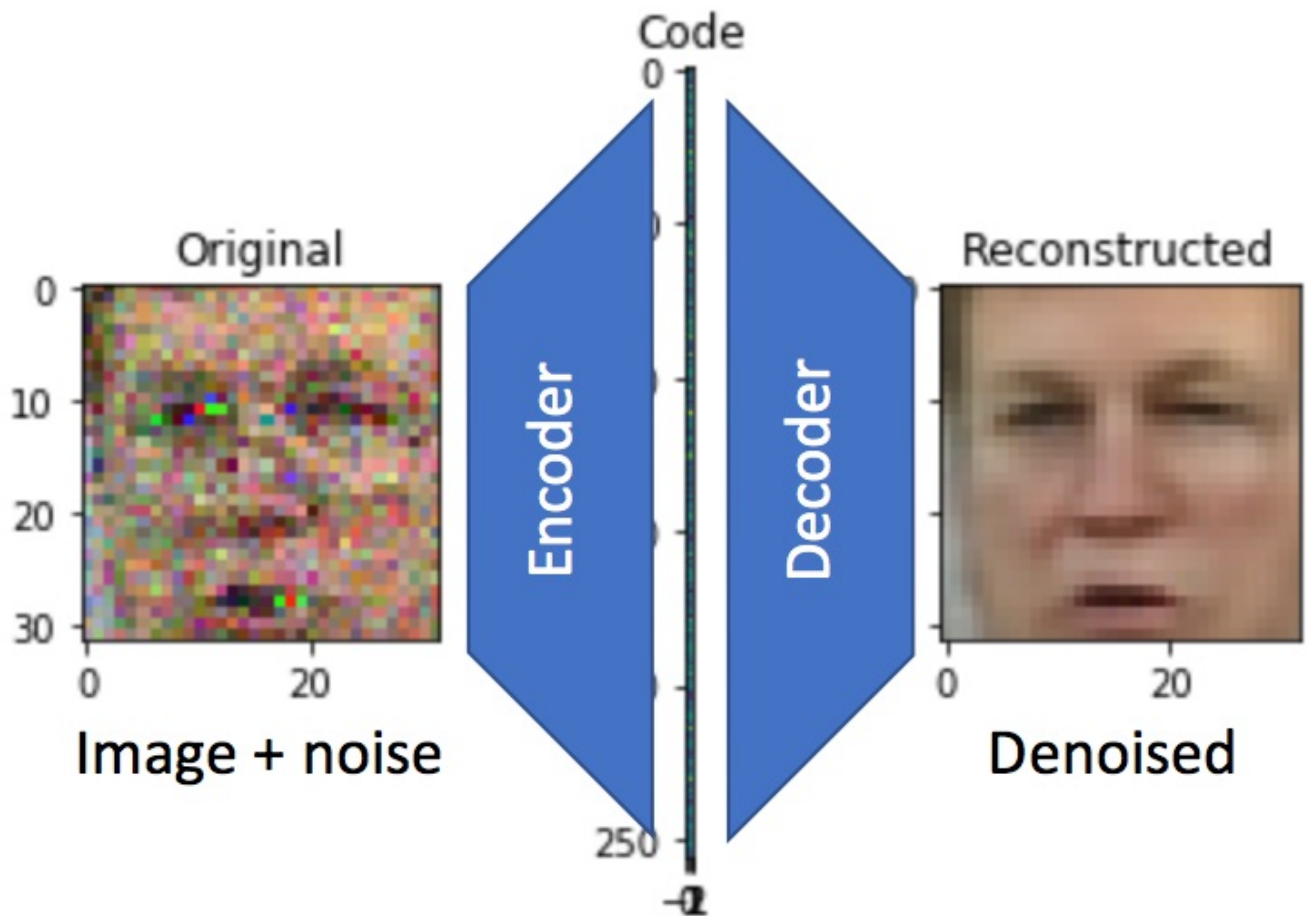 Code
0
250
Original
0
10
20
30
0
20
Image + noise
Encoder
Decoder
Reconstructed
0
20
Denoised